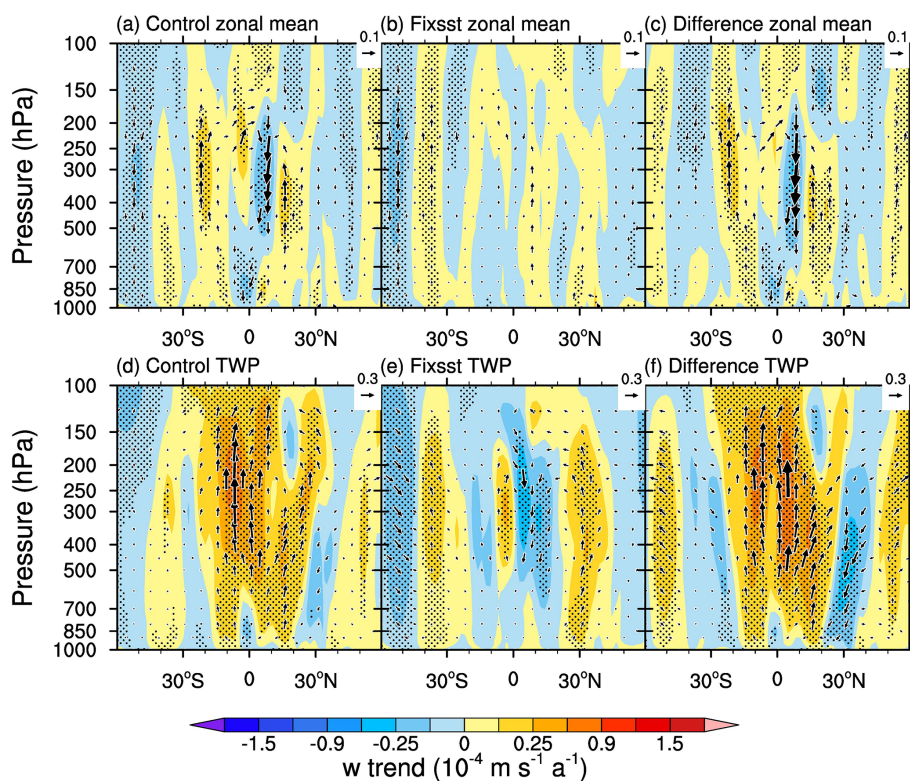 (a) Control zonal mean
(b) Fixsst zonal mean
(c) Difference zonal mean
0.1
0.1
0.1
Pressure (hPa)
100
150
200
250
300
400
500
700
850
1000
30°S 0 30°N
30°S 0 30°N
30°S 0 30°N
(d) Control TWP
(e) Fixsst TWP
(f) Difference TWP
0.3
0.3
0.3
Pressure (hPa)
100
150
200
250
300
400
500
700
850
1000
30°S 0 30°N
30°S 0 30°N
30°S 0 30°N
-1.5 -0.9 -0.25 0 0.25 0.9 1.5
w trend (10⁻⁴ m s⁻¹ a⁻¹)